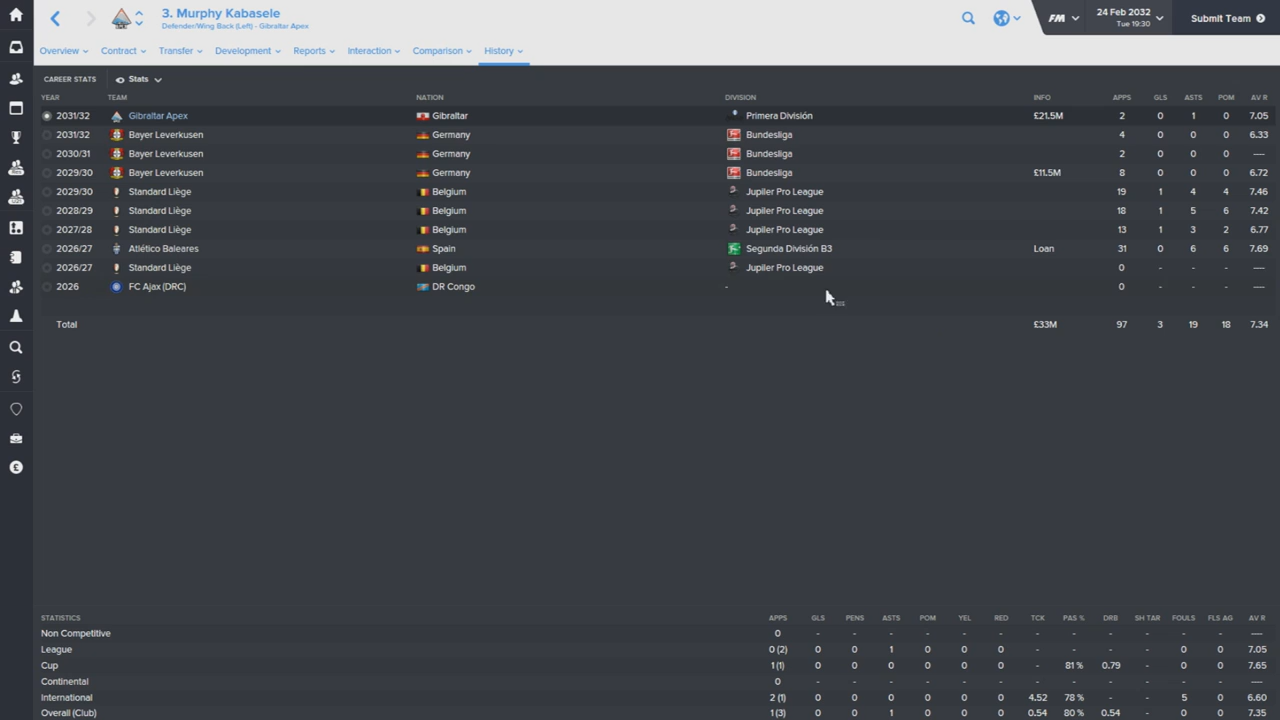 3. Murphy Kabasele
Defender/Wing Back (Left) - Gibraltar Apex
FM
24 Feb 2032
Tue 19:30
Submit Team
Overview Contract Transfer Development Reports Interaction Comparison History
CAREER STATS Stats
YEAR TEAM NATION DIVISION INFO APPS GLS ASTS POM AV R
2031/32 Gibraltar Apex Gibraltar Primera División £21.5M 2 0 1 0 7.05
2031/32 Bayer Leverkusen Germany Bundesliga 4 0 0 0 6.33
2030/31 Bayer Leverkusen Germany Bundesliga 2 0 0 0 —
2029/30 Bayer Leverkusen Germany Bundesliga £11.5M 8 0 0 0 6.72
2029/30 Standard Liège Belgium Jupiler Pro League 19 1 4 4 7.46
2028/29 Standard Liège Belgium Jupiler Pro League 18 1 5 6 7.42
2027/28 Standard Liège Belgium Jupiler Pro League 13 1 3 2 6.77
2026/27 Atlético Baleares Spain Segunda División B3 Loan 31 0 6 6 7.69
2026/27 Standard Liège Belgium Jupiler Pro League 0 - - - —
2026 FC Ajax (DRC) DR Congo - 0 - - - —
Total £33M 97 3 19 18 7.34
STATISTICS APPS GLS PENS ASTS POM YEL RED TCK PAS % DRB SH TAR FOULS FLS AG AV R
Non Competitive 0 - - - - - - - - - - - - —
League 0 (2) 0 0 1 0 0 0 - - - - 0 0 7.05
Cup 1 (1) 0 0 0 0 0 0 - 81 % 0.79 - 0 0 7.65
Continental 0 - - - - - - - - - - - - —
International 2 (1) 0 0 0 0 0 0 4.52 78 % - - 5 0 6.60
Overall (Club) 1 (3) 0 0 1 0 0 0 0.54 80 % 0.54 - 0 0 7.35